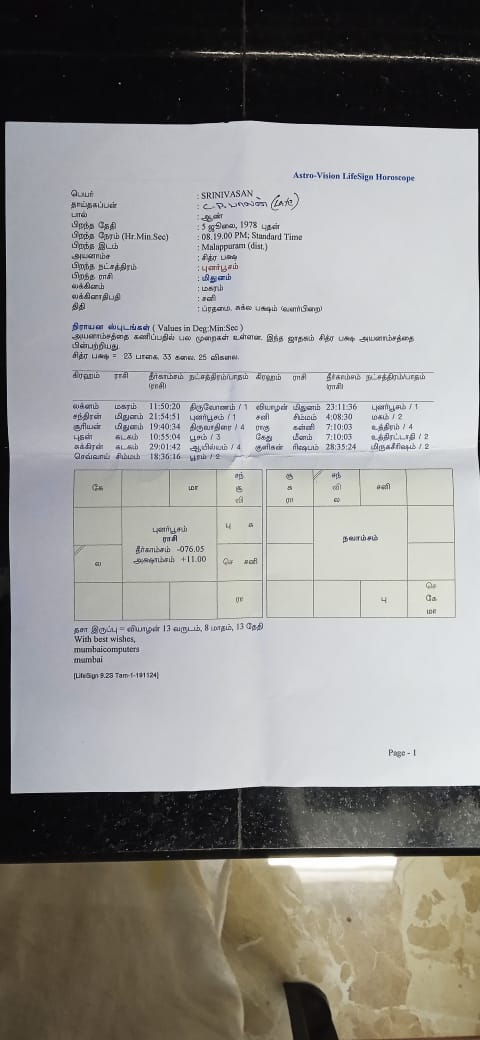 Astro-Vision LifeSign Horoscope
பெயர் : SRINIVASAN
தாய்தகப்பன் : C.P. பாலன் (Late)
பால் : ஆண்
பிறந்த தேதி : 5 ஜூலை, 1978 புதன்
பிறந்த நேரம் (Hr.Min.Sec) : 08.19.00 PM; Standard Time
பிறந்த இடம் : Malappuram (dist.)
அயனாம்ச : சித்ர பக்ஷ
பிறந்த நட்சத்திரம் : புனர்பூசம்
பிறந்த ராசி : மிதுனம்
லக்கினம் : மகரம்
லக்கினாதிபதி : சனி
திதி : ப்ரதமை, சுக்ல பக்ஷம் (வளர்பிறை)
நிராயன ஸ்புடங்கள் ( Values in Deg:Min:Sec )
அயனாம்சத்தை கணிப்பதில் பல முறைகள் உள்ளன. இந்த ஜாதகம் சித்ர பக்ஷ அயனாம்சத்தை
பின்பற்றியது.
சித்ர பக்ஷ = 23 பாகை. 33 கலை. 25 விகலை.
கிரஹம் ராசி தீர்காம்சம் நட்சத்திரம்/பாதம் கிரஹம் ராசி தீர்காம்சம் நட்சத்திரம்/பாதம்
(ராசி) (ராசி)
லக்னம் மகரம் 11:50:20 திருவோணம் / 1 வியாழன் மிதுனம் 23:11:36 புனர்பூசம் / 1
சந்திரன் மிதுனம் 21:54:51 புனர்பூசம் / 1 சனி சிம்மம் 4:08:30 மகம் / 2
சூரியன் மிதுனம் 19:40:34 திருவாதிரை / 4 ராகு கன்னி 7:10:03 உத்திரம் / 4
புதன் கடகம் 10:55:04 பூசம் / 3 கேது மீனம் 7:10:03 உத்திரட்டாதி / 2
சுக்கிரன் கடகம் 29:01:42 ஆயில்யம் / 4 குளிகன் ரிஷபம் 28:35:24 மிருகசீரிஷம் / 2
செவ்வாய் சிம்மம் 18:36:16 பூரம் / 2
கே மா சந் சூ வி
பு சு
ல செ சனி
ரா
புனர்பூசம்
ராசி
தீர்காம்சம் -076.05
அக்ஷாம்சம் +11.00
சூ சு ரா சந் வி ல சனி
நவாம்சம்
பு செ கே மா
தசா இருப்பு = வியாழன் 13 வருடம், 8 மாதம், 13 தேதி
With best wishes,
mumbaicomputers
mumbai
[LifeSign 9.2S Tam-1-191124]
Page - 1